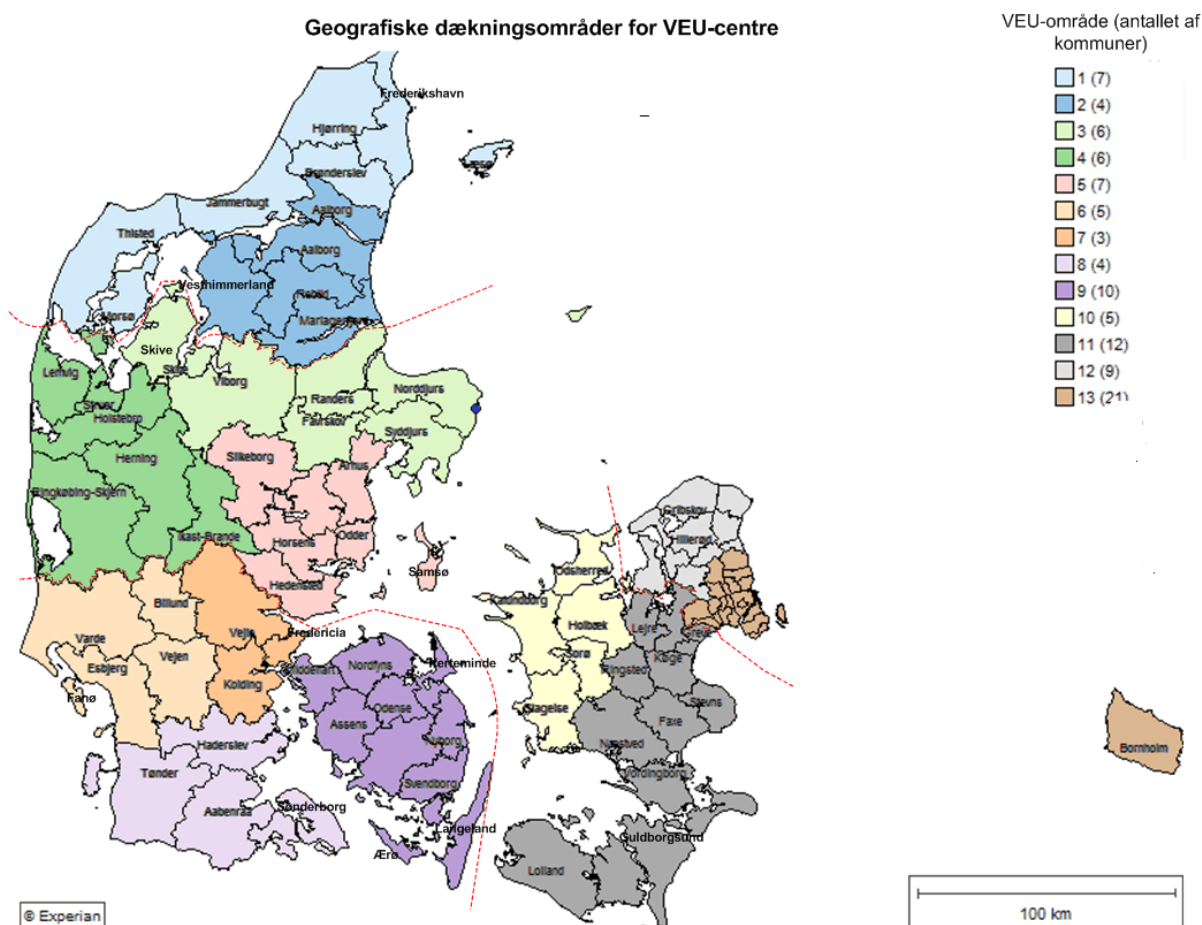 Geografiske dækningsområder for VEU-centre
VEU-område (antallet af
kommuner)
1 (7)
2 (4)
3 (6)
4 (6)
5 (7)
6 (5)
7 (3)
8 (4)
9 (10)
10 (5)
11 (12)
12 (9)
13 (21)
Frederikshavn
Hjørring
Læsø
Brønderslev
Jammerbugt
Aalborg
Thisted
Aalborg
Vesthimmerland
Rebild
Morsø
Mariagerfjord
Skive
Skive
Lemvig
Viborg
Norddjurs
Randers
Struer
Holstebro
Favrskov
Syddjurs
Herning
Silkeborg
Århus
Ringkøbing-Skjern
Gribskov
Ikast-Brande
Horsens
Odder
Hillerød
Samsø
Odsherred
Hedensted
Kalundborg
Billund
Holbæk
Lejre
Greve
Varde
Vejle
Fredericia
Vejen
Esbjerg
Sorø
Køge
Middelfart
Nordfyns
Kerteminde
Ringsted
Fanø
Kolding
Stevns
Odense
Slagelse
Assens
Faxe
Nyborg
Næstved
Haderslev
Bornholm
Tønder
Svendborg
Vordingborg
Aabenraa
Sønderborg
Langeland
Guldborgsund
Ærø
Lolland
© Experian
100 km